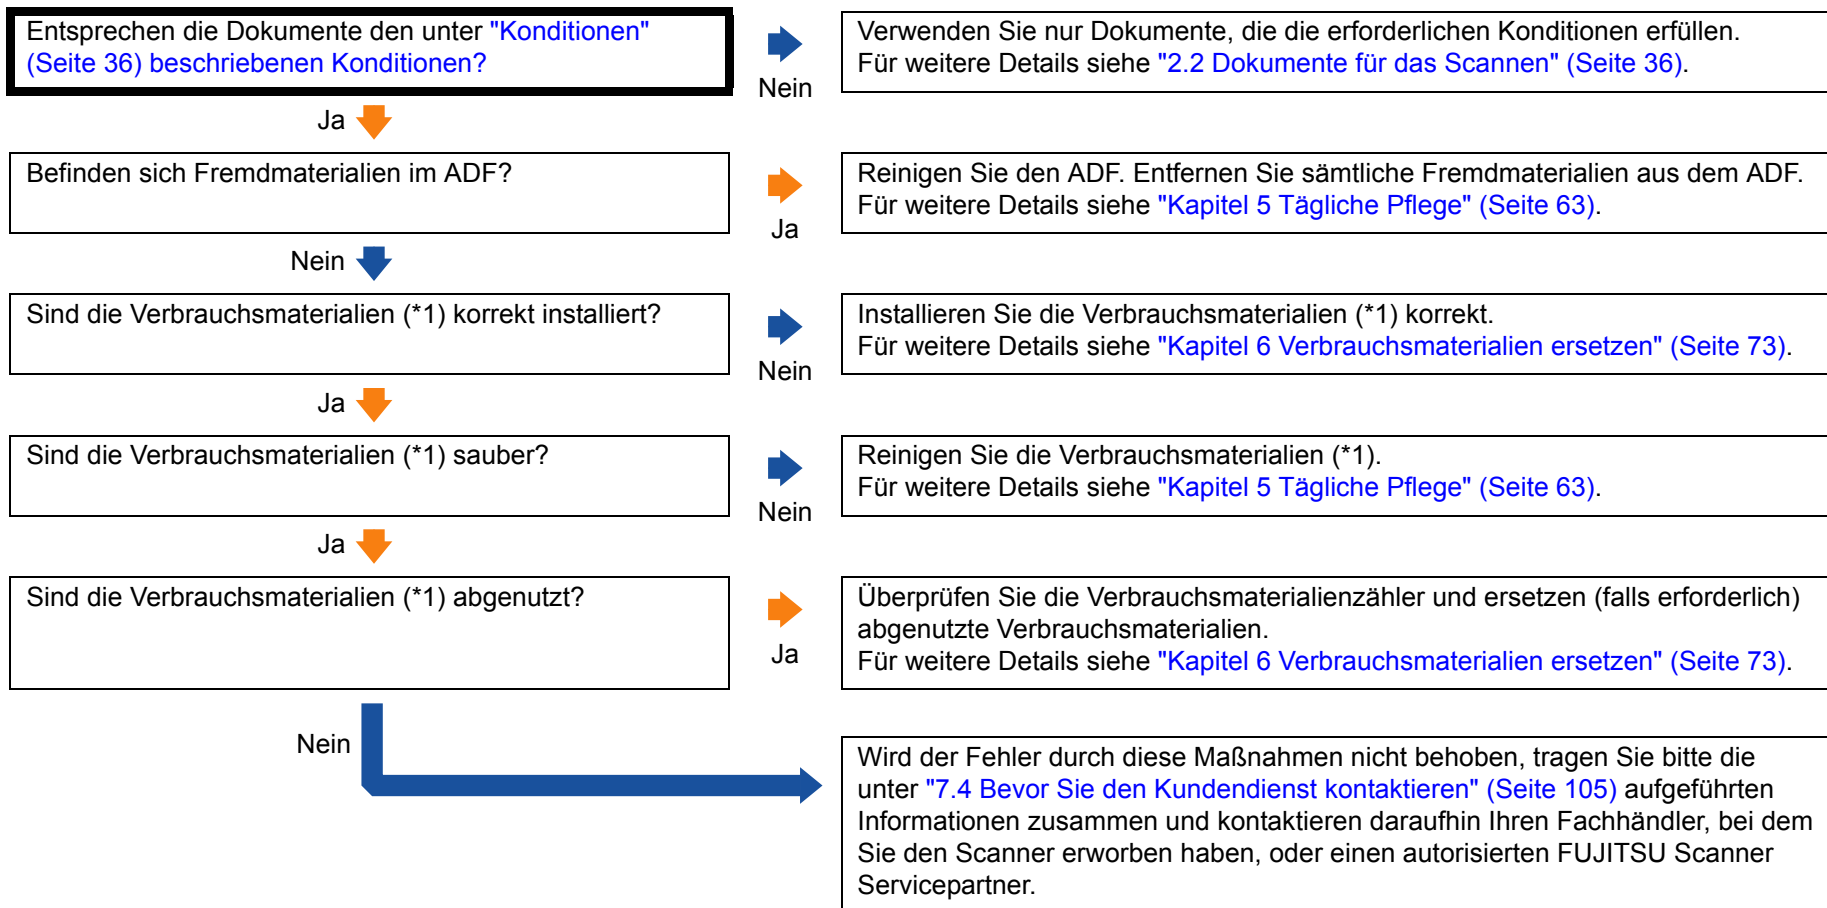 Entsprechen die Dokumente den unter "Konditionen"
(Seite 36) beschriebenen Konditionen?
Nein
Verwenden Sie nur Dokumente, die die erforderlichen Konditionen erfüllen.
Für weitere Details siehe "2.2 Dokumente für das Scannen" (Seite 36).
Ja
Befinden sich Fremdmaterialien im ADF?
Ja
Reinigen Sie den ADF. Entfernen Sie sämtliche Fremdmaterialien aus dem ADF.
Für weitere Details siehe "Kapitel 5 Tägliche Pflege" (Seite 63).
Nein
Sind die Verbrauchsmaterialien (*1) korrekt installiert?
Nein
Installieren Sie die Verbrauchsmaterialien (*1) korrekt.
Für weitere Details siehe "Kapitel 6 Verbrauchsmaterialien ersetzen" (Seite 73).
Ja
Sind die Verbrauchsmaterialien (*1) sauber?
Nein
Reinigen Sie die Verbrauchsmaterialien (*1).
Für weitere Details siehe "Kapitel 5 Tägliche Pflege" (Seite 63).
Ja
Sind die Verbrauchsmaterialien (*1) abgenutzt?
Ja
Überprüfen Sie die Verbrauchsmaterialienzähler und ersetzen (falls erforderlich)
abgenutzte Verbrauchsmaterialien.
Für weitere Details siehe "Kapitel 6 Verbrauchsmaterialien ersetzen" (Seite 73).
Nein
Wird der Fehler durch diese Maßnahmen nicht behoben, tragen Sie bitte die
unter "7.4 Bevor Sie den Kundendienst kontaktieren" (Seite 105) aufgeführten
Informationen zusammen und kontaktieren daraufhin Ihren Fachhändler, bei dem
Sie den Scanner erworben haben, oder einen autorisierten FUJITSU Scanner
Servicepartner.